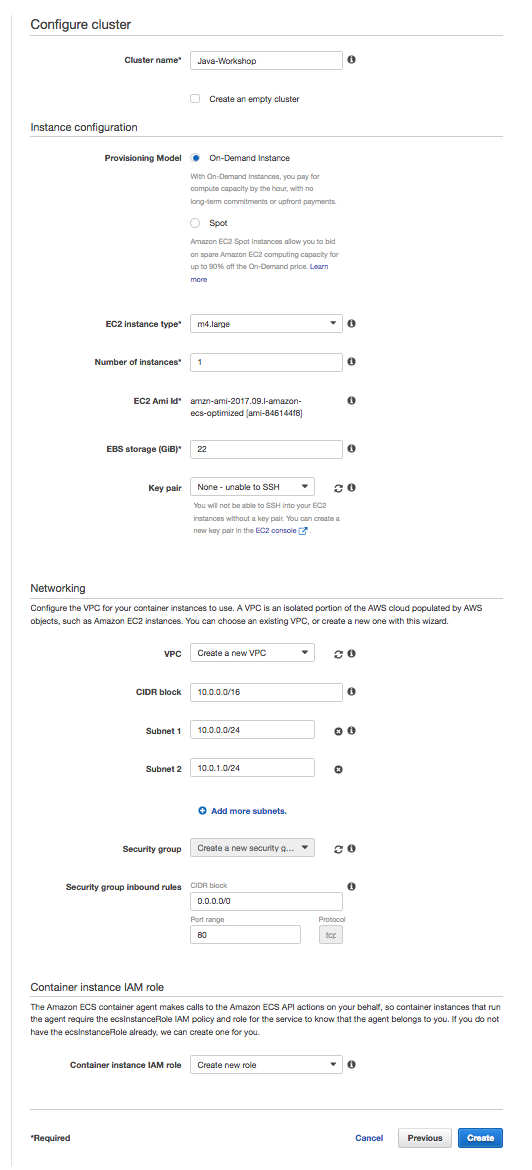 Configure cluster
Cluster name*
Java-Workshop
Create an empty cluster
Instance configuration
Provisioning Model
On-Demand Instance
With On-Demand Instances, you pay for
compute capacity by the hour, with no
long-term commitments or upfront payments.
Spot
Amazon EC2 Spot Instances allow you to bid
on spare Amazon EC2 computing capacity for
up to 90% off the On-Demand price. Learn
more
EC2 instance type*
m4.large
Number of instances*
1
EC2 Ami Id*
amzn-ami-2017.09.l-amazon-
ecs-optimized [ami-846144f8]
EBS storage (GiB)*
22
Key pair
None - unable to SSH
You will not be able to SSH into your EC2
instances without a key pair. You can create
a new key pair in the EC2 console .
Networking
Configure the VPC for your container instances to use. A VPC is an isolated portion of the AWS cloud populated by AWS
objects, such as Amazon EC2 instances. You can choose an existing VPC, or create a new one with this wizard.
VPC
Create a new VPC
CIDR block
10.0.0.0/16
Subnet 1
10.0.0.0/24
Subnet 2
10.0.1.0/24
Add more subnets.
Security group
Create a new security g...
Security group inbound rules
CIDR block
0.0.0.0/0
Port range
Protocol
80
tcp
Container instance IAM role
The Amazon ECS container agent makes calls to the Amazon ECS API actions on your behalf, so container instances that run
the agent require the ecsInstanceRole IAM policy and role for the service to know that the agent belongs to you. If you do not
have the ecsInstanceRole already, we can create one for you.
Container instance IAM role
Create new role
*Required
Cancel
Previous
Create